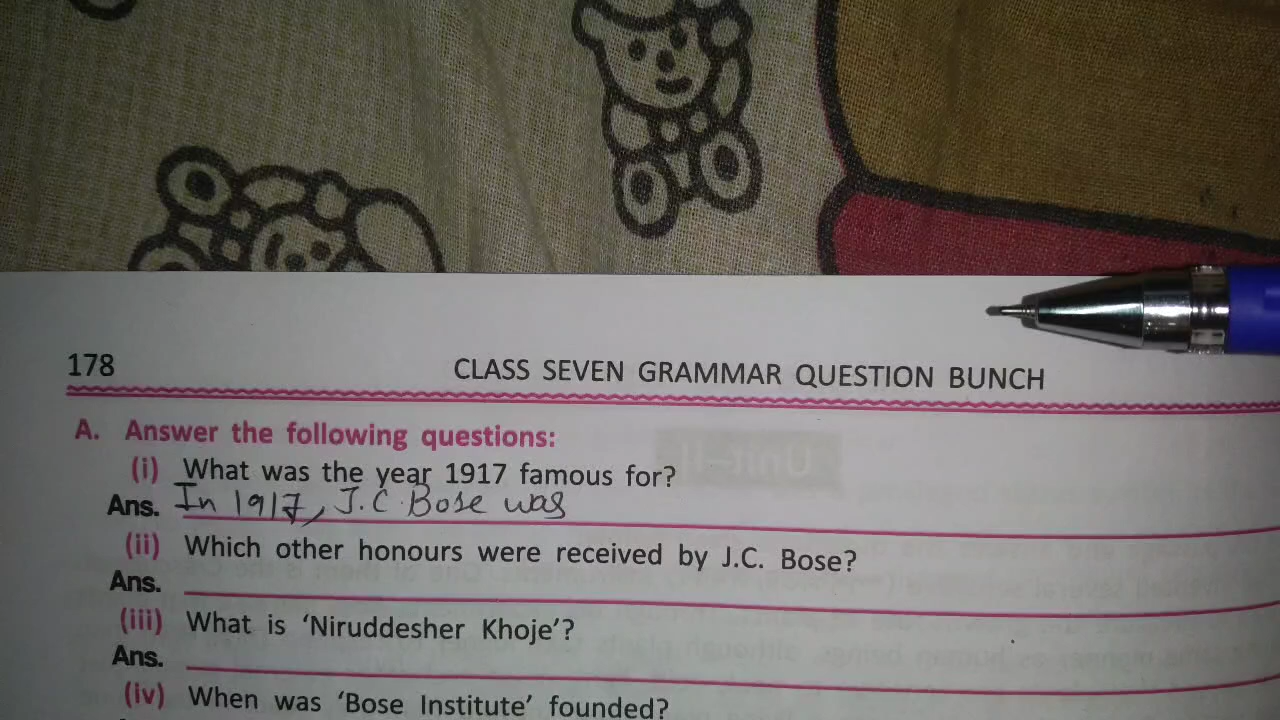 178
CLASS SEVEN GRAMMAR QUESTION BUNCH
A. Answer the following questions:
(i) What was the year 1917 famous for?
Ans. In 1917, J.C. Bose was
(ii) Which other honours were received by J.C. Bose?
Ans.
(iii) What is ‘Niruddesher Khoje’?
Ans.
(iv) When was ‘Bose Institute’ founded?